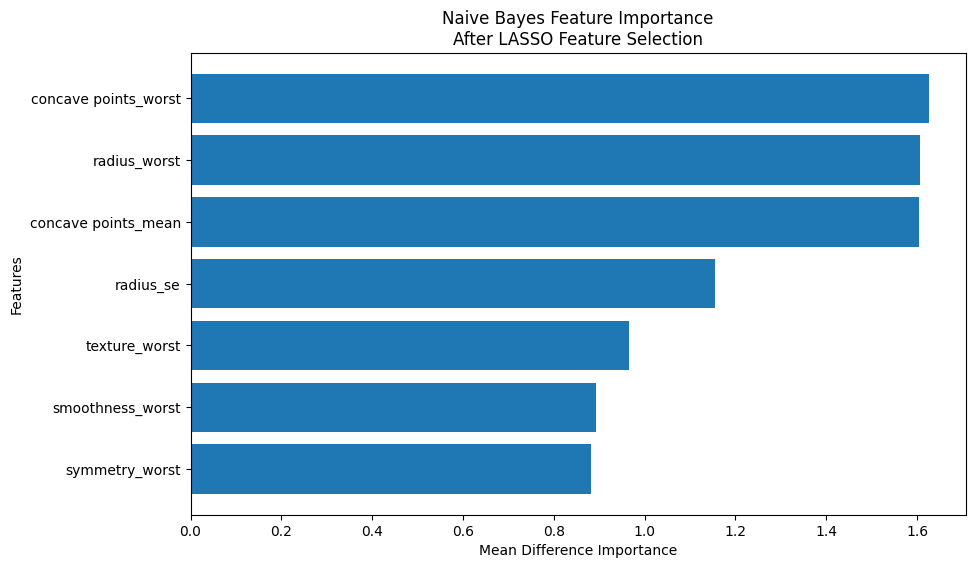 Naive Bayes Feature Importance
After LASSO Feature Selection
concave points_worst
radius_worst
concave points_mean
radius_se
texture_worst
smoothness_worst
symmetry_worst
Features
0.0 0.2 0.4 0.6 0.8 1.0 1.2 1.4 1.6
Mean Difference Importance